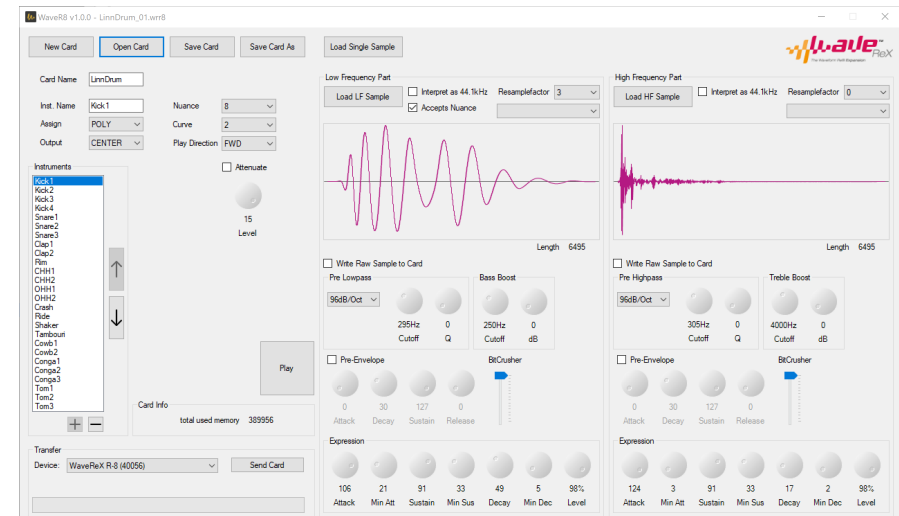 WaveR8 v1.0.0 - LinnDrum_01.wrr8
New Card Open Card Save Card Save Card As Load Single Sample
wave ReX
Card Name LinnDrum
Inst. Name Kick1 Nuance 8
Assign POLY Curve 2
Output CENTER Play Direction FWD
Attenuate
15
Level
Instruments
Kick1
Kick2
Kick3
Kick4
Snare1
Snare2
Snare3
Clap1
Clap2
Rim
CHH1
CHH2
OHH1
OHH2
Crash
Ride
Shaker
Tambouri
Cowb1
Cowb2
Conga1
Conga2
Conga3
Tom1
Tom2
Tom3
Play
Card Info
total used memory 389956
Transfer
Device: WaveReX R-8 (40056) Send Card
Low Frequency Part
Load LF Sample Interpret as 44.1kHz Resamplefactor 3
Accepts Nuance
Length 6495
Write Raw Sample to Card
Pre Lowpass Bass Boost
96dB/Oct
295Hz 0 250Hz 0
Cutoff Q Cutoff dB
Pre-Envelope BitCrusher
0 30 127 0
Attack Decay Sustain Release
Expression
106 21 91 33 49 5 98%
Attack Min Att Sustain Min Sus Decay Min Dec Level
High Frequency Part
Load HF Sample Interpret as 44.1kHz Resamplefactor 0
Length 6495
Write Raw Sample to Card
Pre Highpass Treble Boost
96dB/Oct
305Hz 0 4000Hz 0
Cutoff Q Cutoff dB
Pre-Envelope BitCrusher
0 30 127 0
Attack Decay Sustain Release
Expression
124 3 91 33 17 2 98%
Attack Min Att Sustain Min Sus Decay Min Dec Level